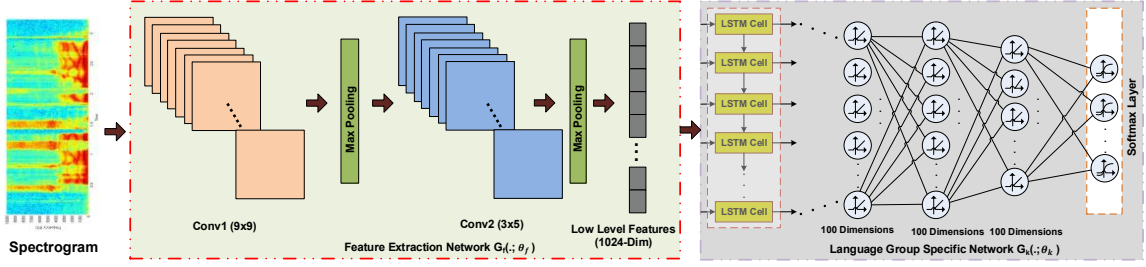 Spectrogram
Conv1 (9x9)
Max Pooling
Conv2 (3x5)
Max Pooling
Low Level Features
(1024-Dim)
Feature Extraction Network G_f(.; θ_f )
LSTM Cell
LSTM Cell
LSTM Cell
LSTM Cell
LSTM Cell
100 Dimensions
100 Dimensions
100 Dimensions
Softmax Layer
Language Group Specific Network G_k(.; θ_k )